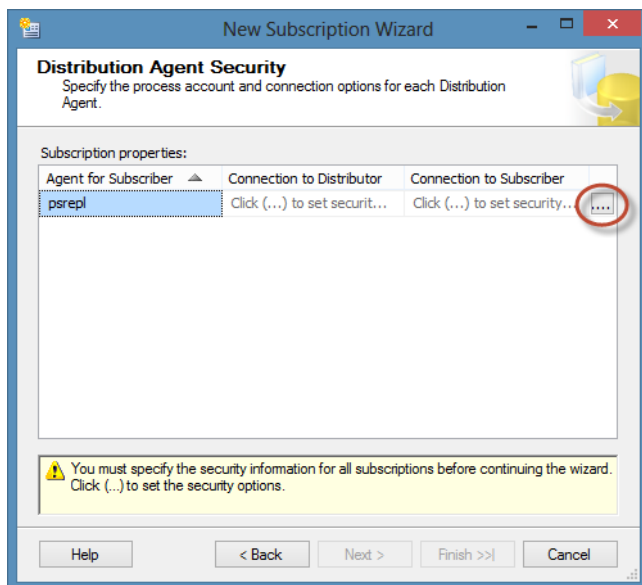 New Subscription Wizard
Distribution Agent Security
Specify the process account and connection options for each Distribution
Agent.
Subscription properties:
Agent for Subscriber Connection to Distributor Connection to Subscriber
psrepl Click (...) to set securit... Click (...) to set security... ....
You must specify the security information for all subscriptions before continuing the wizard.
Click (...) to set the security options.
Help < Back Next > Finish >>| Cancel